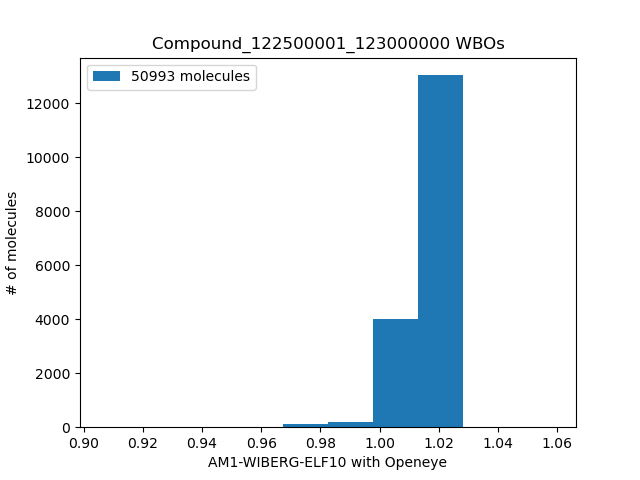 Compound_122500001_123000000 WBOs
50993 molecules
# of molecules
12000
10000
8000
6000
4000
2000
0
0.90 0.92 0.94 0.96 0.98 1.00 1.02 1.04 1.06
AM1-WIBERG-ELF10 with Openeye